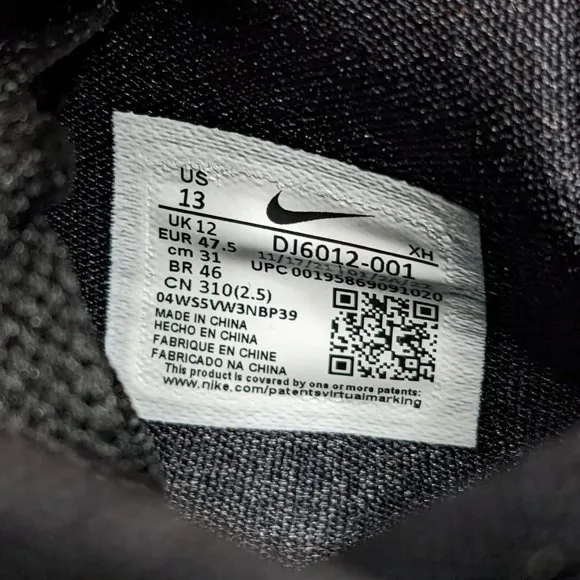 US
13
UK 12
EUR 47.5
cm 31
BR 46
CN 310(2.5)
04WS5VW3NBP39
XH
DJ6012-001
UPC 00195869091020
MADE IN CHINA
HECHO EN CHINA
FABRIQUE EN CHINE
FABRICADO NA CHINA
This product is covered by one or more patents:
www.nike.com/patentsvirtualmarking